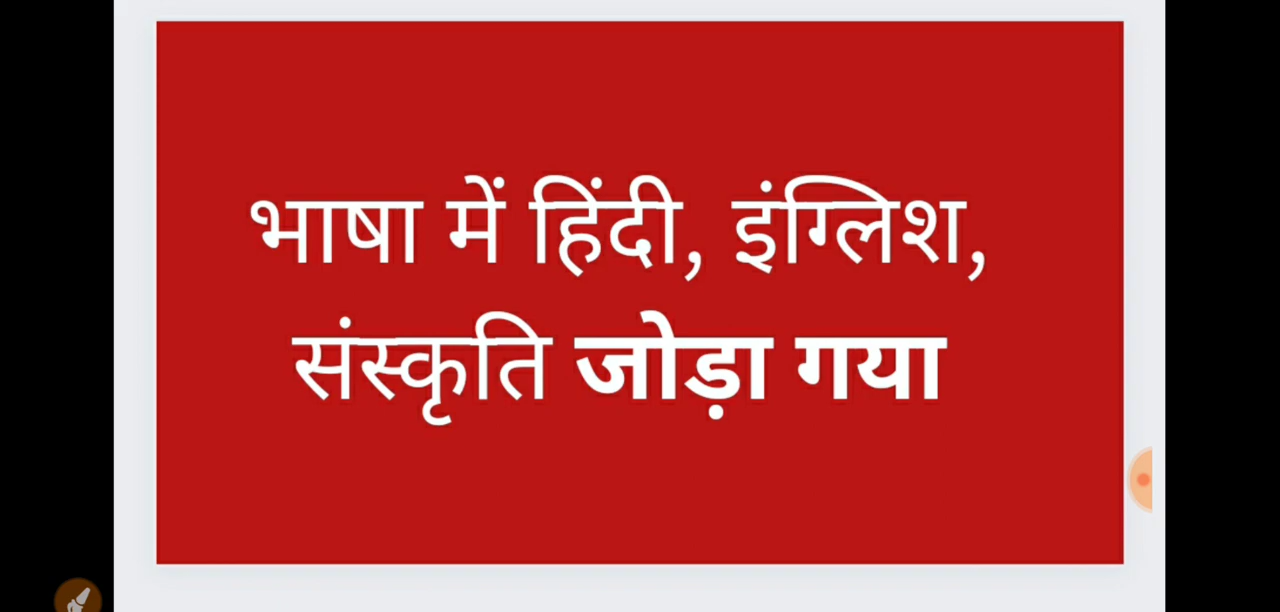 भाषा में हिंदी, इंग्लिश,
संस्कृति जोड़ा गया